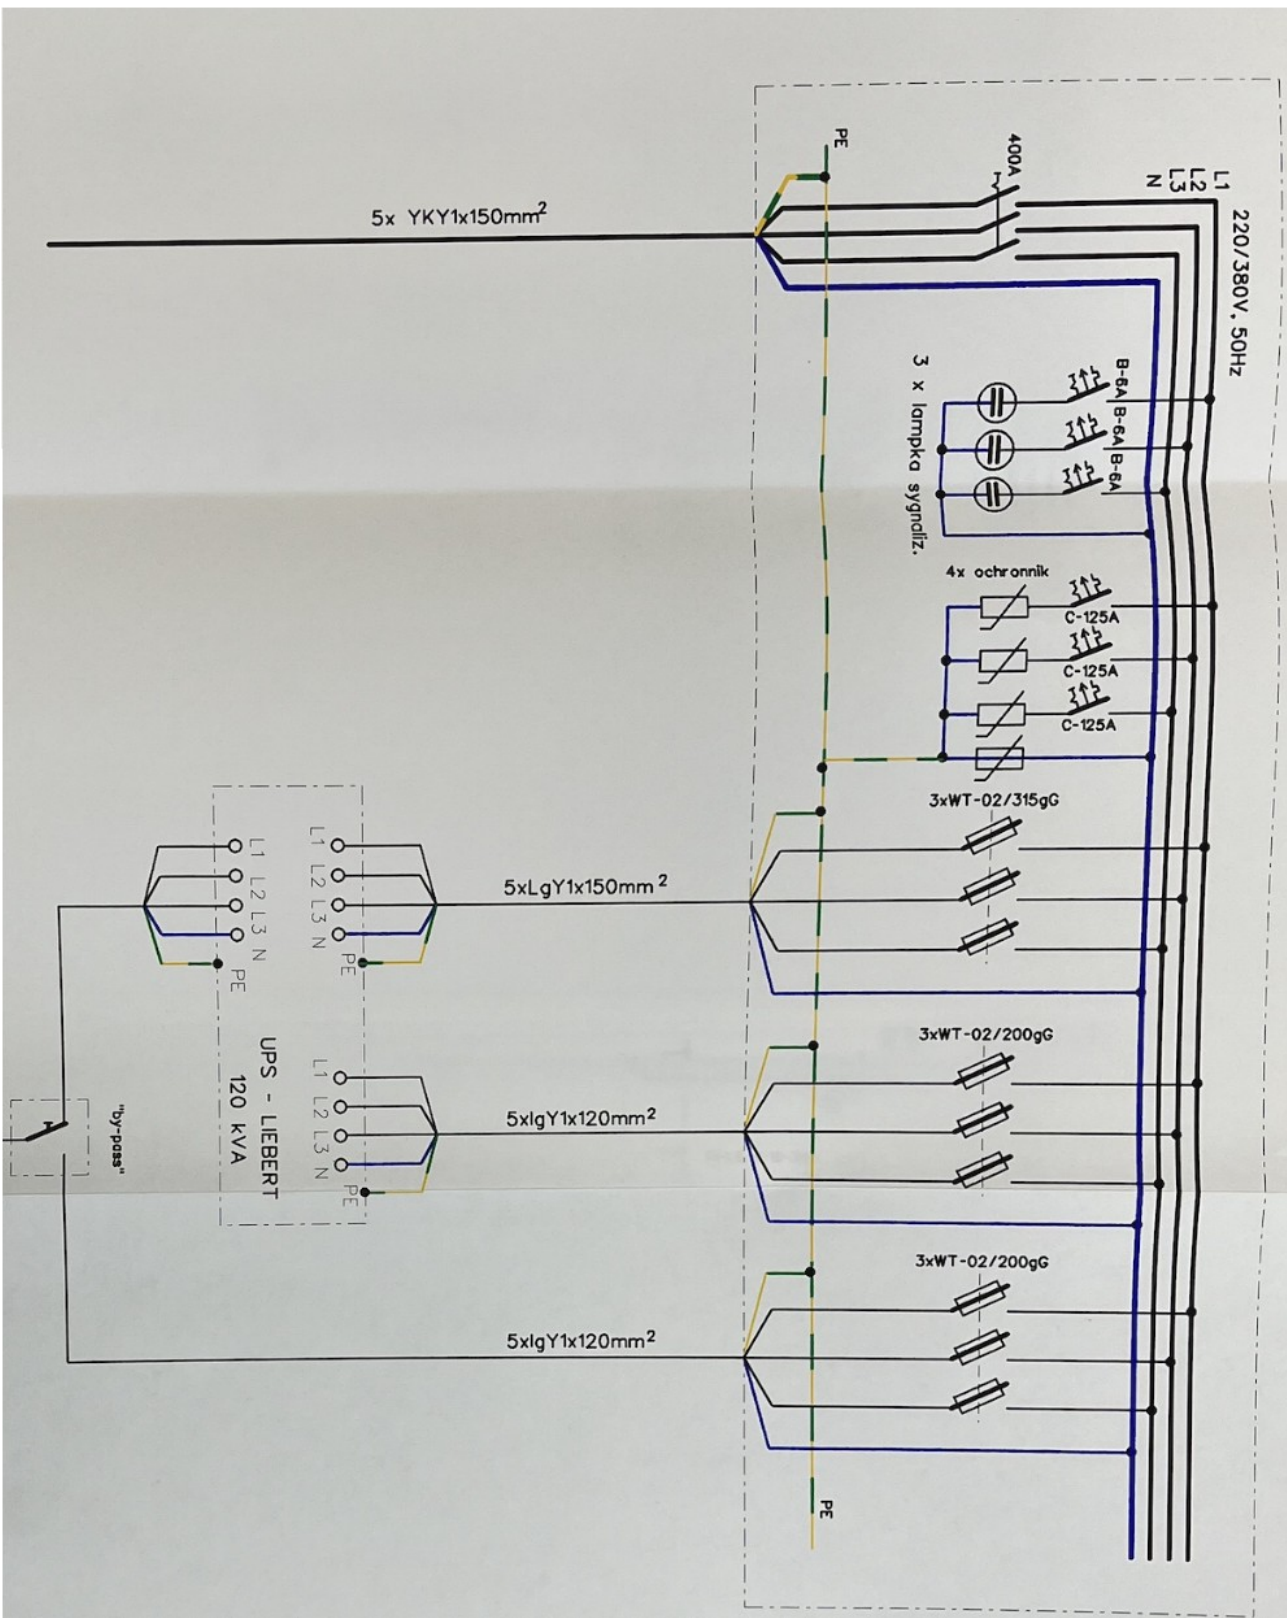 PE
400A
L1
L2
L3
N
220/380V, 50Hz
5x YKY1x150mm²
B-6A
B-6A
B-6A
3 x lampka sygnaliz.
4x ochronnik
C-125A
C-125A
C-125A
3xWT-02/315gG
5xLgY1x150mm²
L1
L2
L3
N
PE
L1
L2
L3
N
PE
UPS - LIEBERT
120 kVA
3xWT-02/200gG
5xlgY1x120mm²
L1
L2
L3
N
PE
"by-pass"
3xWT-02/200gG
5xlgY1x120mm²
PE